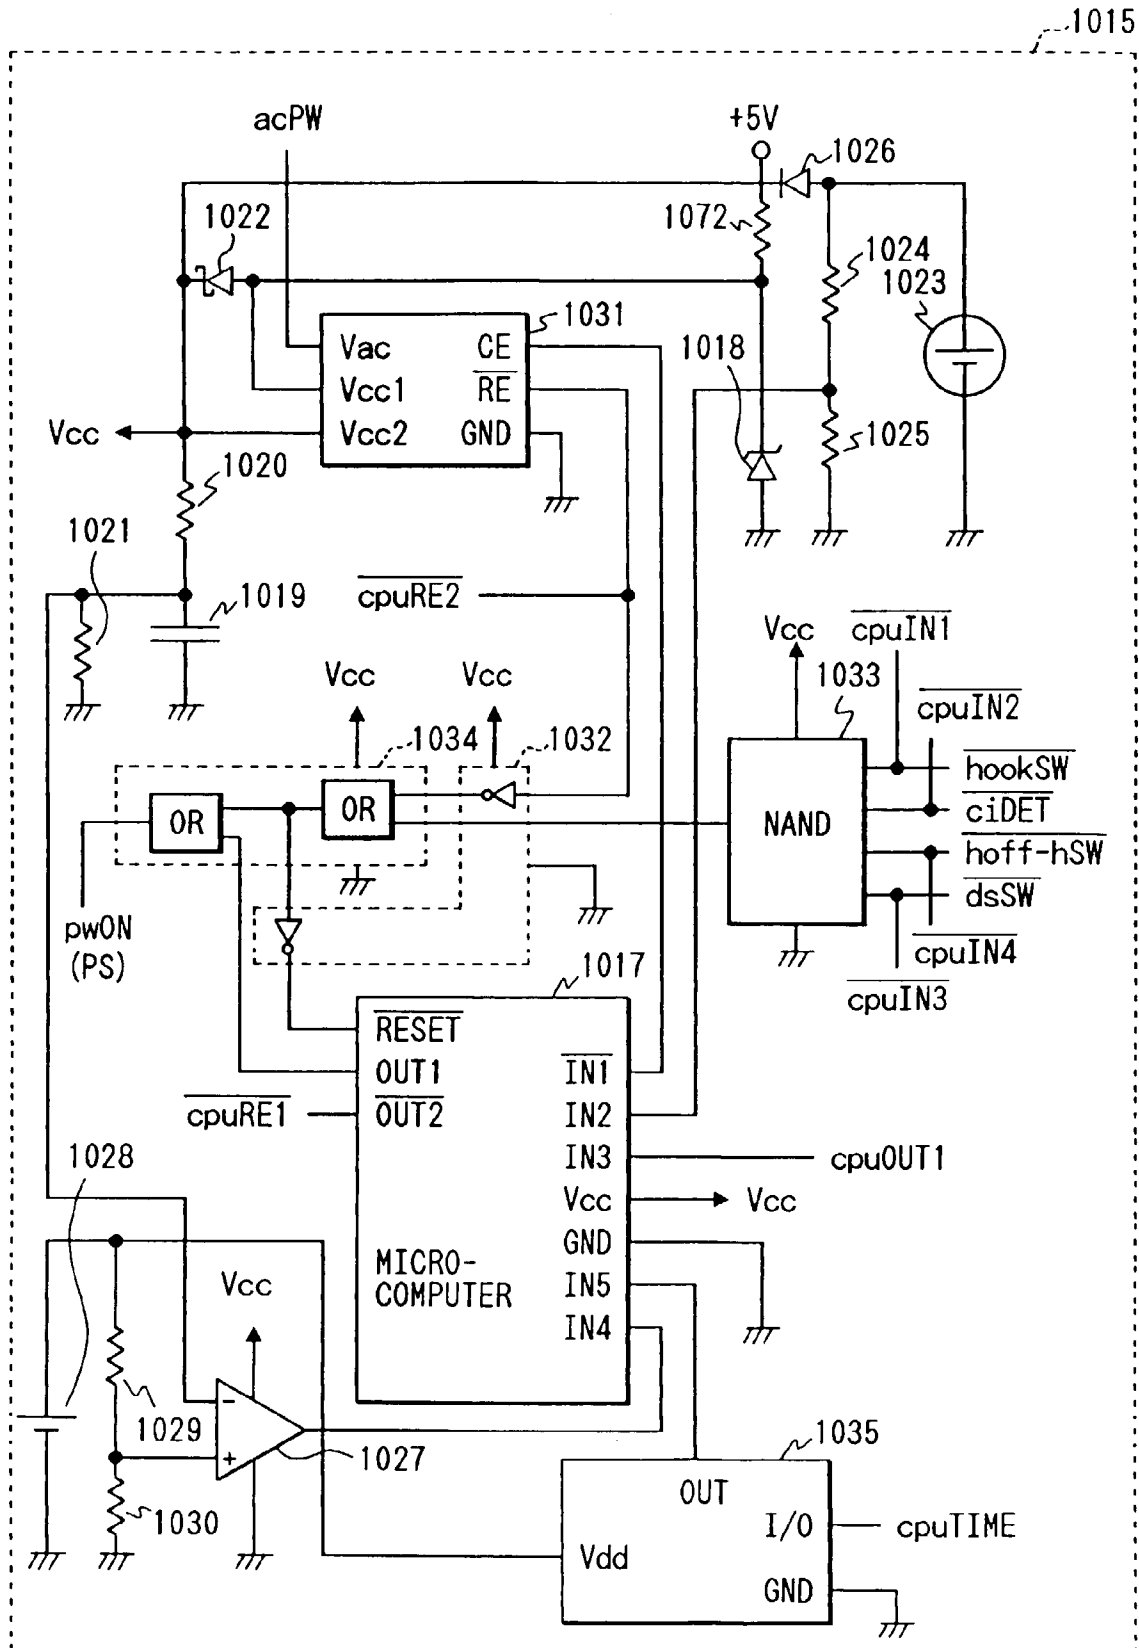 1015
acPW
+5V
1026
1022
1072
1024
1023
1031
Vac
CE
1018
Vcc1
RE
Vcc
Vcc2
GND
1025
1020
1021
1019
cpuRE2
Vcc
cpuIN1
Vcc
Vcc
1033
cpuIN2
1034
1032
hookSW
OR
OR
NAND
ciDET
hoff-hSW
dsSW
pwON
(PS)
cpuIN4
1017
cpuIN3
RESET
OUT1
IN1
cpuRE1
OUT2
IN2
1028
IN3
cpuOUT1
Vcc
Vcc
MICRO-
COMPUTER
GND
Vcc
IN5
IN4
1029
-
+
1027
1035
1030
OUT
I/O
cpuTIME
Vdd
GND